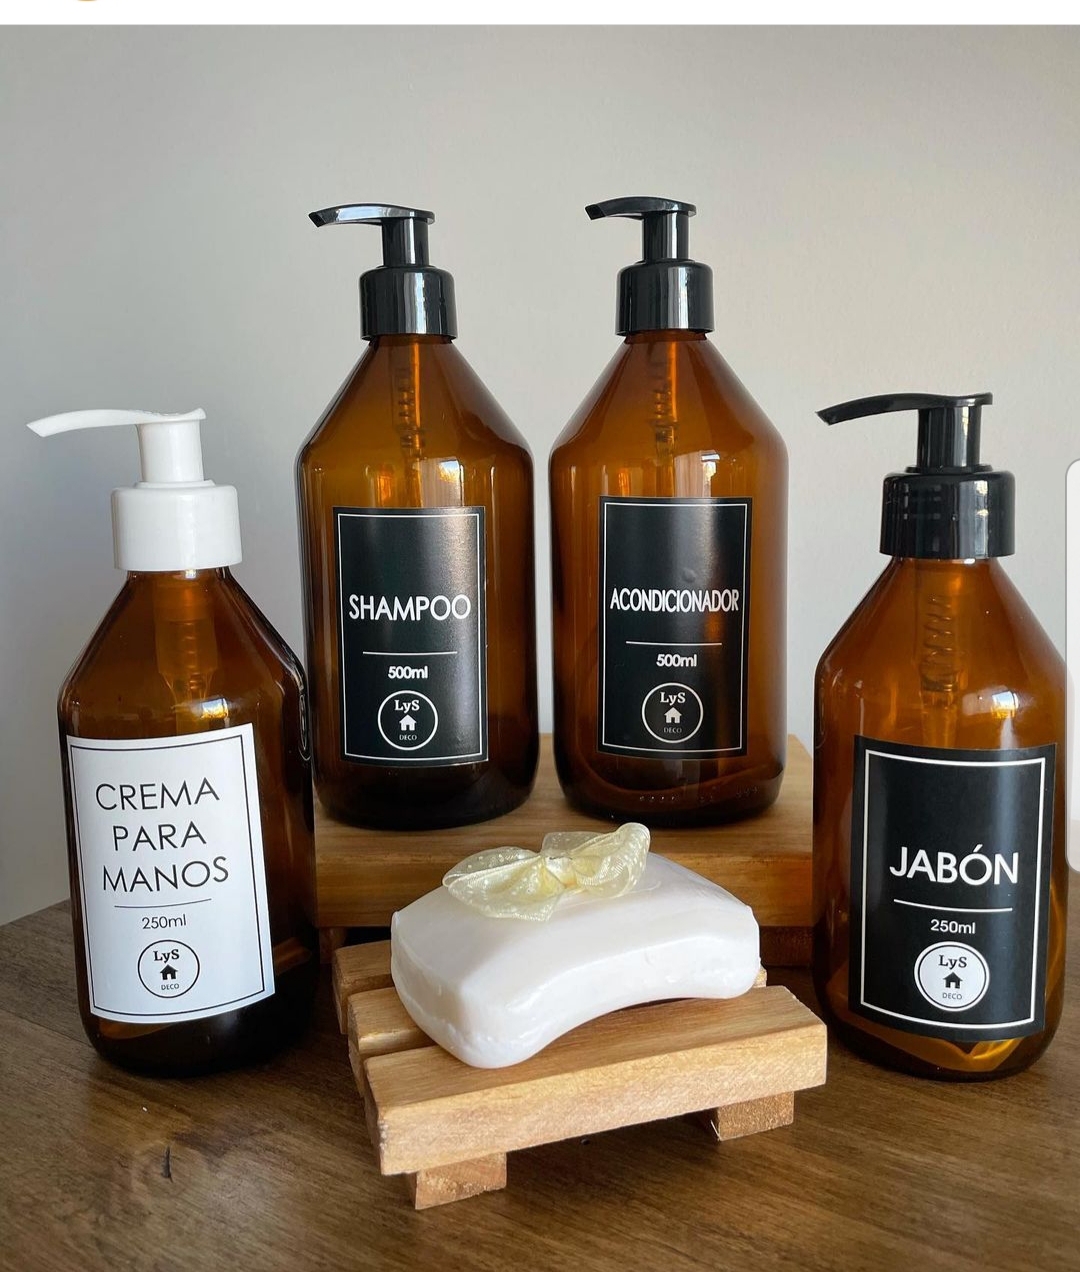 SHAMPOO
500ml
LyS
DECO
ACONDICIONADOR
500ml
LyS
DECO
CREMA
PARA
MANOS
250ml
LyS
DECO
JABÓN
250ml
LyS
DECO